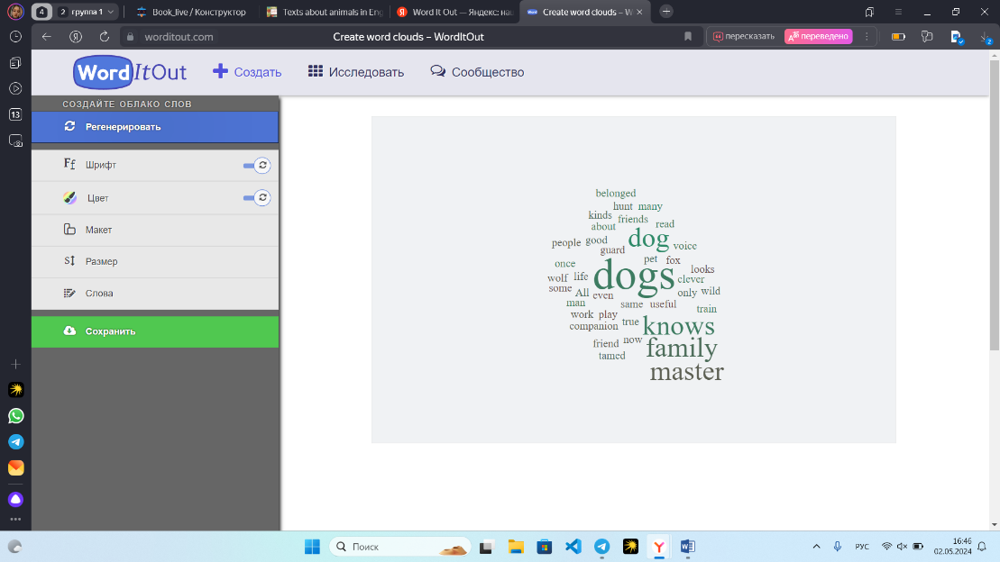 4
2 группа 1
Book_live / Конструктор
Texts about animals in En
Word It Out — Яндекс: на
Create word clouds – W
worditout.com
Create word clouds – WordItOut
пересказать
переведено
2
13
WordItOut
Создать
Исследовать
Сообщество
СОЗДАЙТЕ ОБЛАКО СЛОВ
Регенерировать
Шрифт
Цвет
Макет
Размер
Слова
Сохранить
belonged
hunt many
kinds friends
about read
people good dog voice
guard
pet fox
once dogs looks
wolf life clever
some All even only wild
man same useful
train
work play
companion true knows
friend now family
tamed
master
Поиск
РУС
16:46
02.05.2024